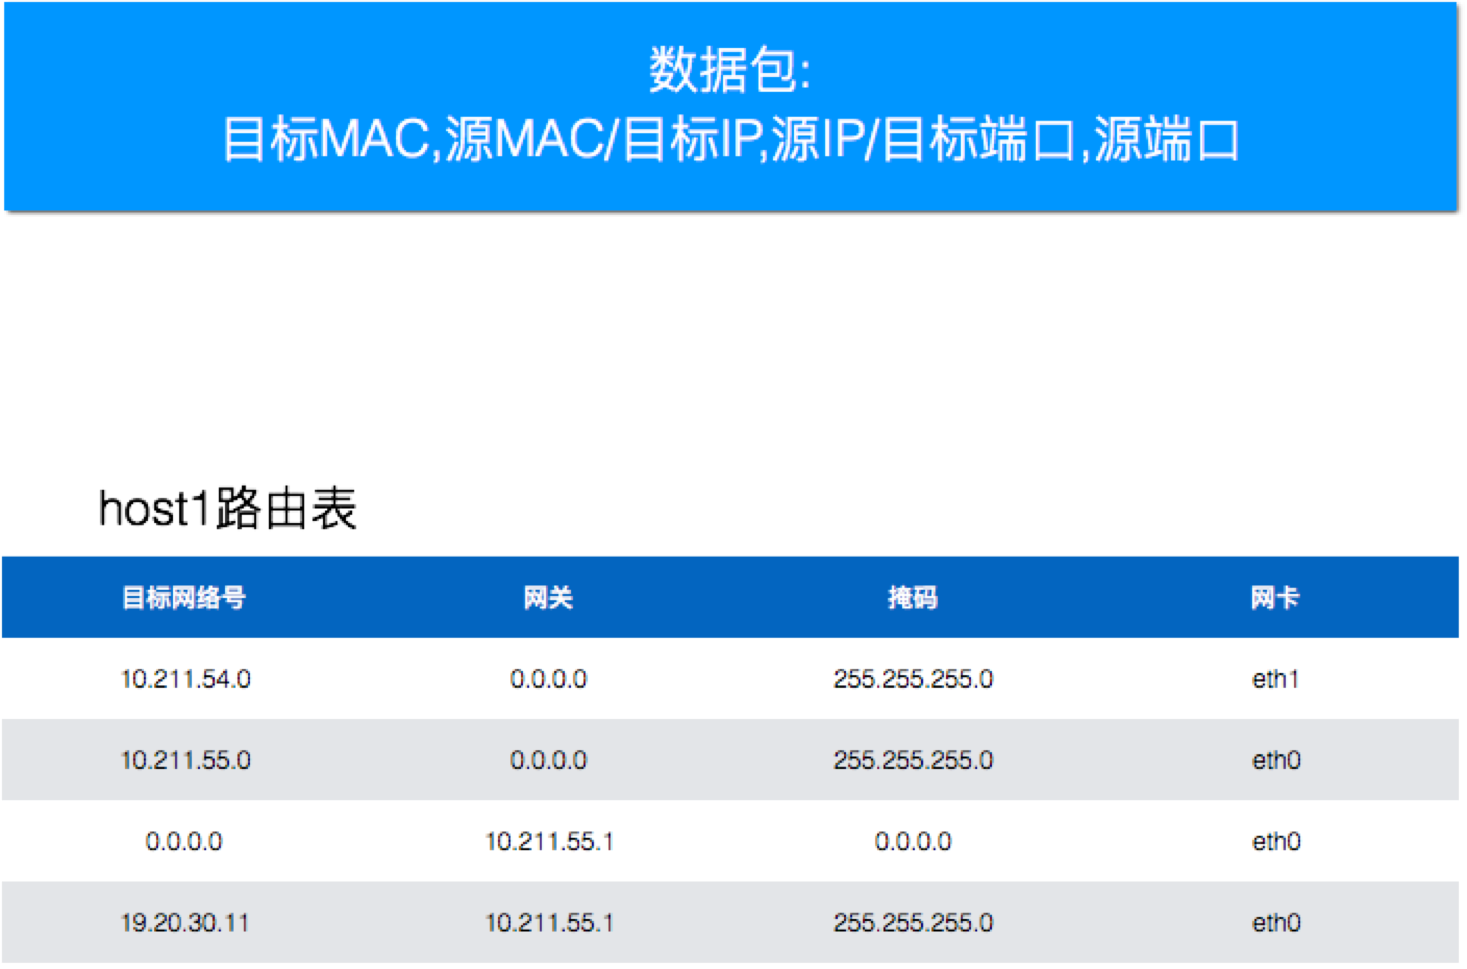 数据包:
目标MAC,源MAC/目标IP,源IP/目标端口,源端口
host1路由表
目标网络号 网关 掩码 网卡
10.211.54.0 0.0.0.0 255.255.255.0 eth1
10.211.55.0 0.0.0.0 255.255.255.0 eth0
0.0.0.0 10.211.55.1 0.0.0.0 eth0
19.20.30.11 10.211.55.1 255.255.255.0 eth0